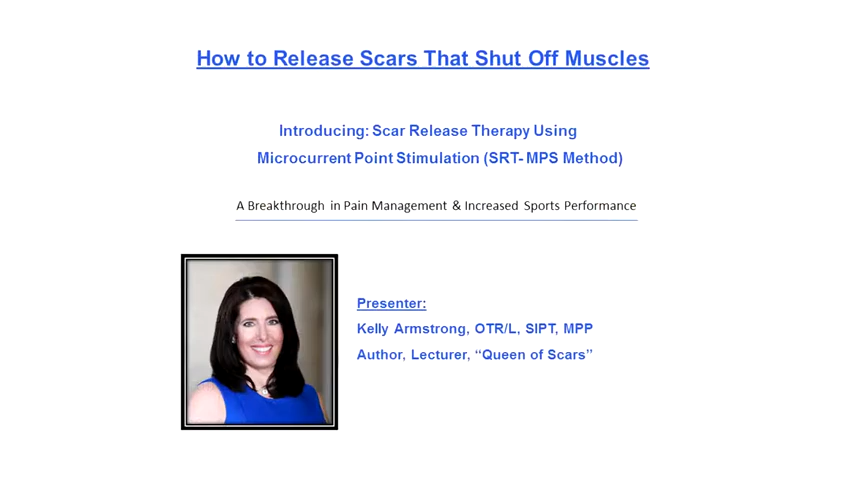 How to Release Scars That Shut Off Muscles
Introducing: Scar Release Therapy Using
Microcurrent Point Stimulation (SRT- MPS Method)
A Breakthrough in Pain Management & Increased Sports Performance
Presenter:
Kelly Armstrong, OTR/L, SIPT, MPP
Author, Lecturer, “Queen of Scars”